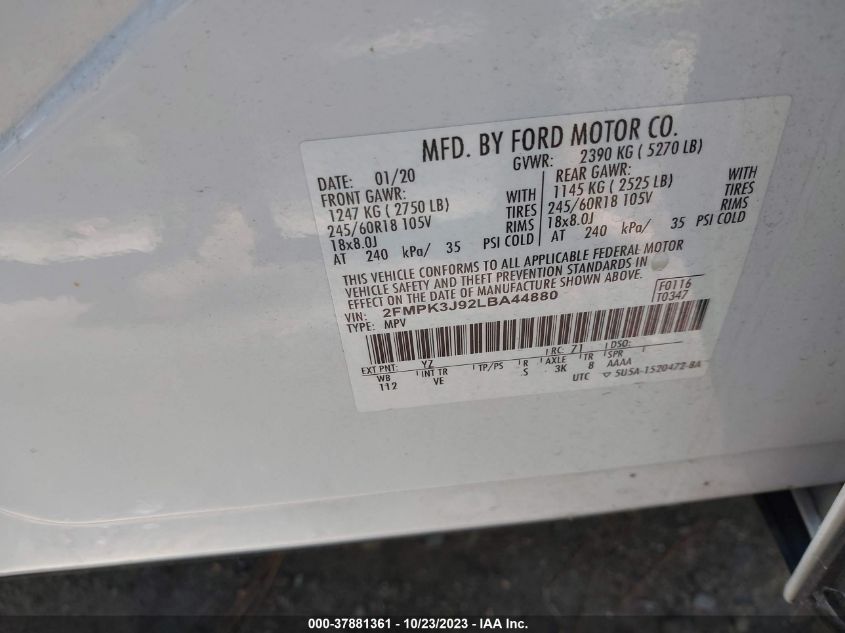 MFD. BY FORD MOTOR CO.
DATE: 01/20 GVWR: 2390 KG ( 5270 LB)
FRONT GAWR: REAR GAWR:
1247 KG ( 2750 LB) WITH 1145 KG ( 2525 LB) WITH
245/60R18 105V TIRES 245/60R18 105V TIRES
18x8.0J RIMS 18x8.0J RIMS
AT 240 kPa/ 35 PSI COLD AT 240 kPa/ 35 PSI COLD
THIS VEHICLE CONFORMS TO ALL APPLICABLE FEDERAL MOTOR
VEHICLE SAFETY AND THEFT PREVENTION STANDARDS IN
EFFECT ON THE DATE OF MANUFACTURE SHOWN ABOVE.
VIN: 2FMPK3J92LBA44880 F0116
TYPE: MPV T0347
EXT PNT: YZ RC: 71 DSO:
WB INT TR TP/PS R AXLE TR SPR
112 VE S 3K 8 AAAA
UTC ▽ 5U5A-1520472-BA
000-37881361 | 10/23/2023 - IAA Inc.